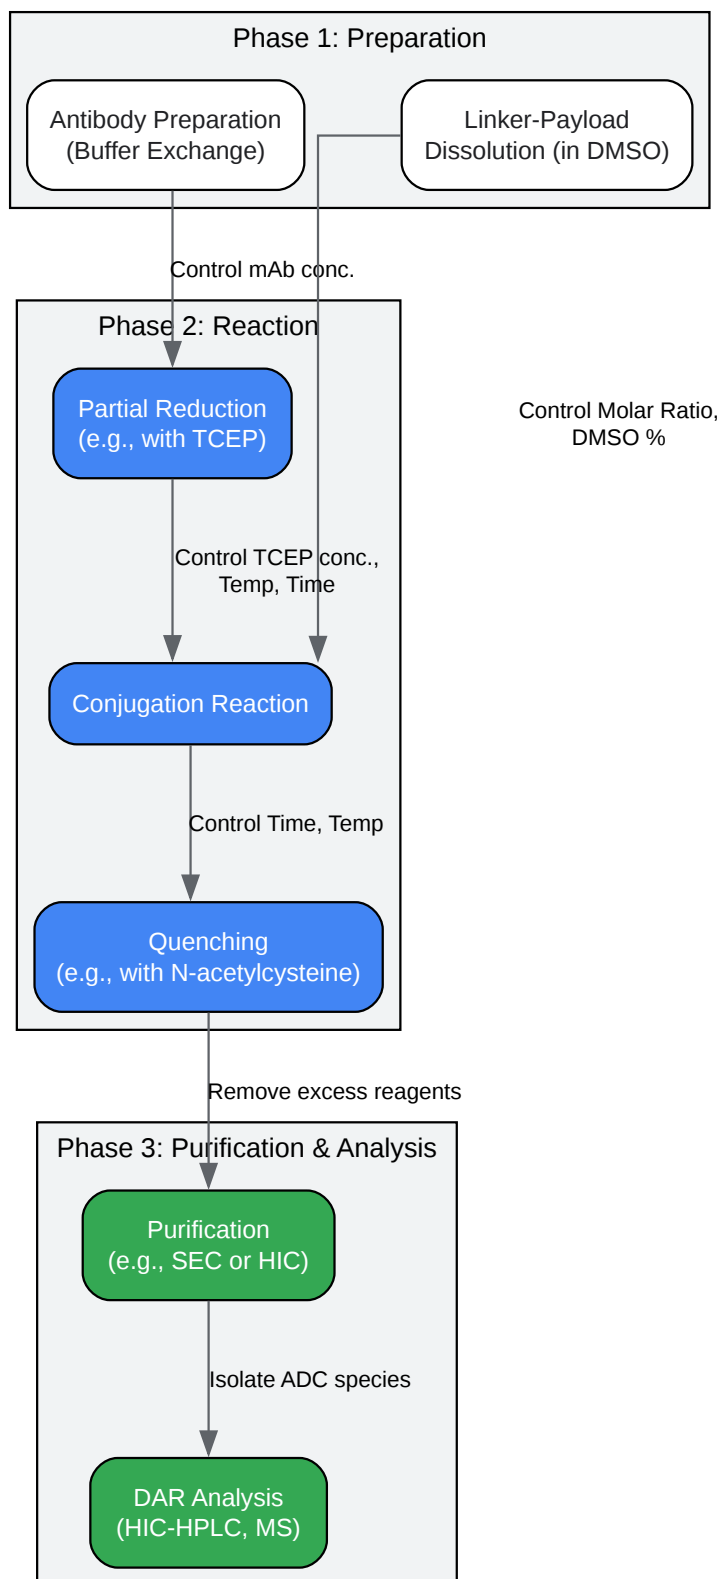 Phase 1: Preparation
Antibody Preparation
(Buffer Exchange)
Linker-Payload
Dissolution (in DMSO)
Control mAb conc.
Phase 2: Reaction
Partial Reduction
(e.g., with TCEP)
Control Molar Ratio,
DMSO %
Control TCEP conc.,
Temp, Time
Conjugation Reaction
Control Time, Temp
Quenching
(e.g., with N-acetylcysteine)
Remove excess reagents
Phase 3: Purification & Analysis
Purification
(e.g., SEC or HIC)
Isolate ADC species
DAR Analysis
(HIC-HPLC, MS)